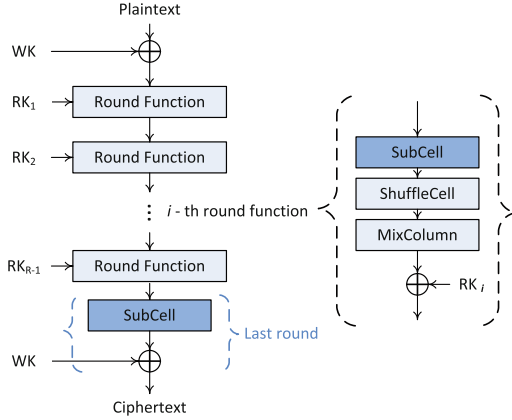 Plaintext
WK
RK1
Round Function
RK2
Round Function
⋮ i - th round function
RKR-1
Round Function
SubCell
Last round
WK
Ciphertext
SubCell
ShuffleCell
MixColumn
RK i